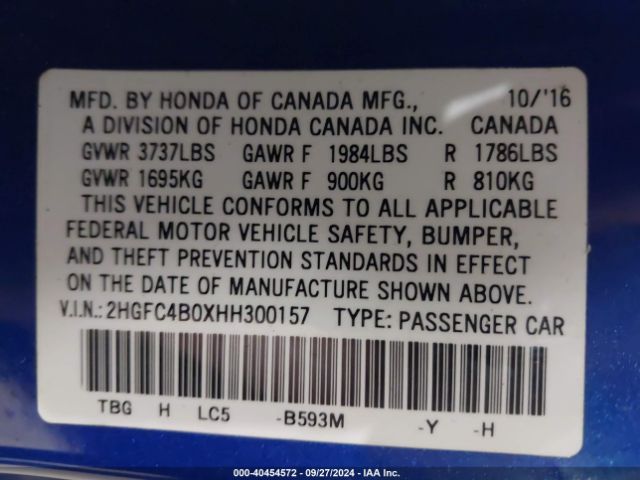 MFD. BY HONDA OF CANADA MFG., 10/'16
A DIVISION OF HONDA CANADA INC. CANADA
GVWR 3737LBS GAWR F 1984LBS R 1786LBS
GVWR 1695KG GAWR F 900KG R 810KG
THIS VEHICLE CONFORMS TO ALL APPLICABLE
FEDERAL MOTOR VEHICLE SAFETY, BUMPER,
AND THEFT PREVENTION STANDARDS IN EFFECT
ON THE DATE OF MANUFACTURE SHOWN ABOVE.
V.I.N.: 2HGFC4B0XHH300157 TYPE: PASSENGER CAR
TBG H LC5 -B593M -Y -H
000-40454572 - 09/27/2024 - IAA Inc.